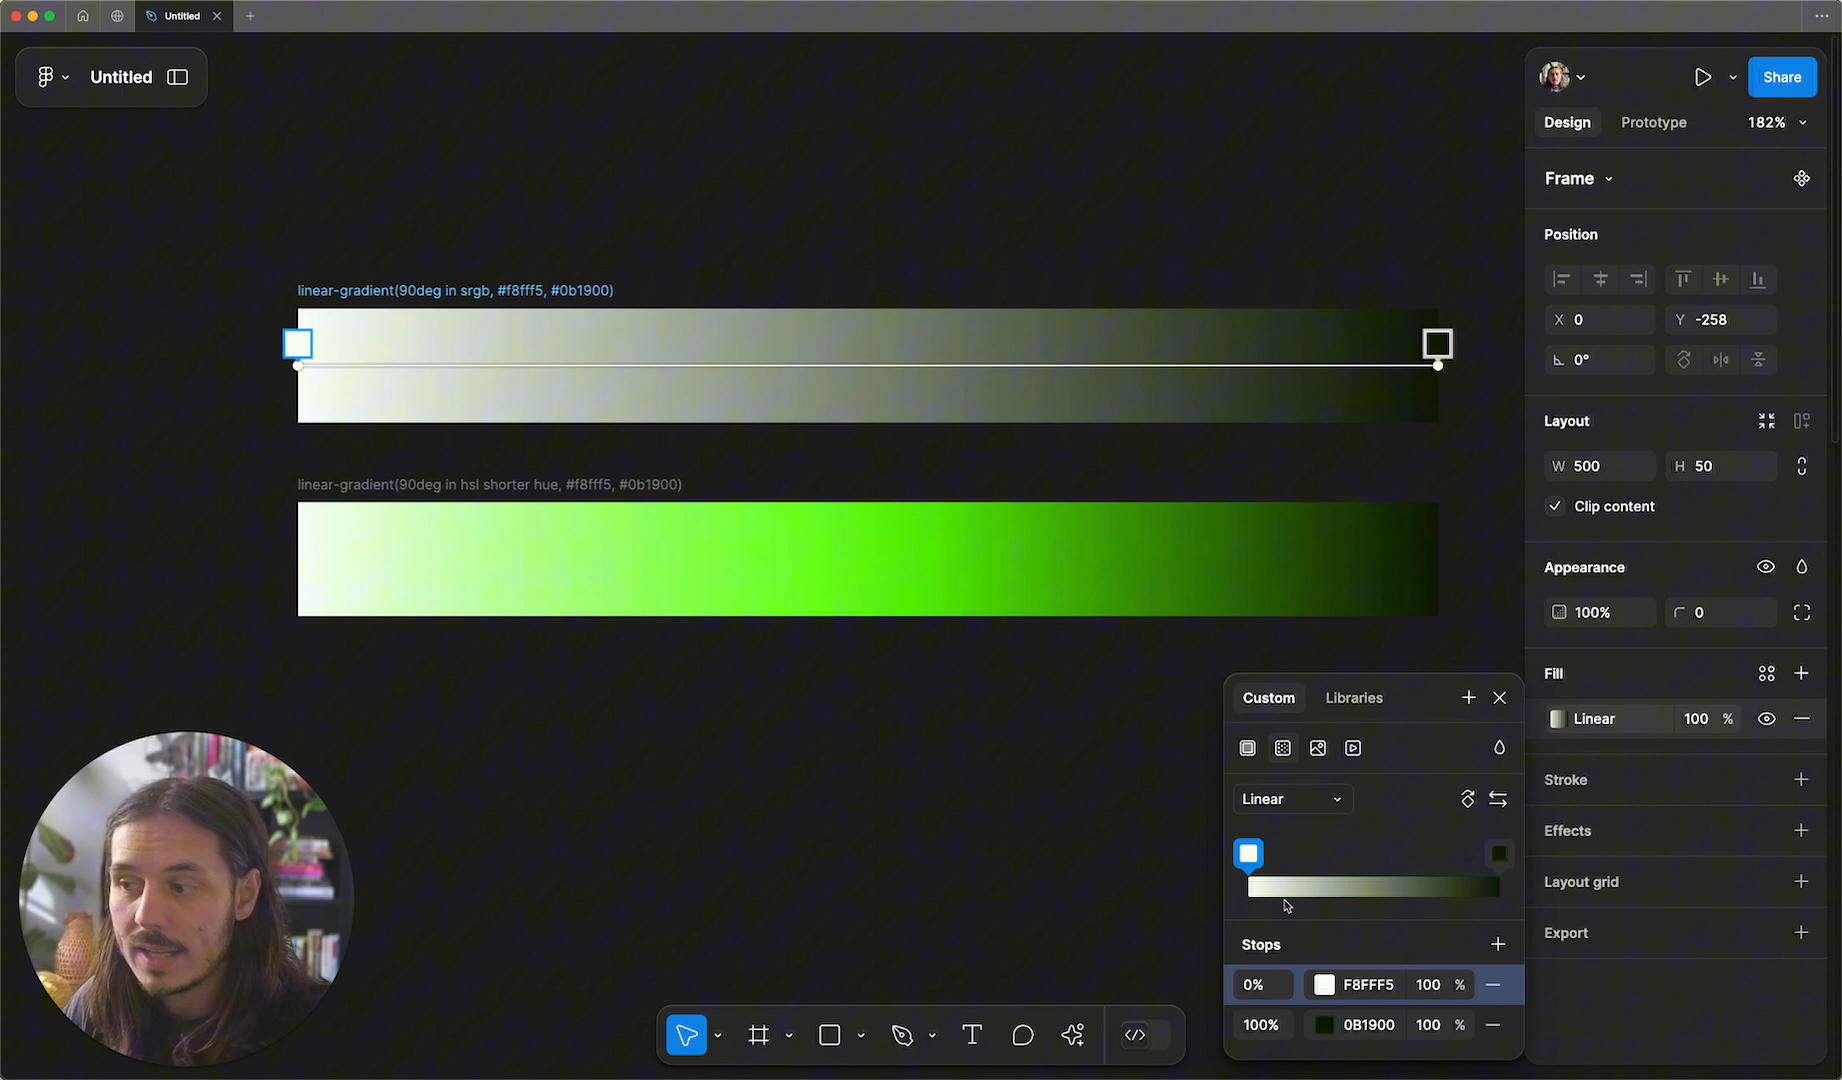 Untitled
Untitled
Share
Design
Prototype
182%
Frame
Position
X 0
Y -258
0°
Layout
W 500
H 50
Clip content
Appearance
100%
0
Fill
Linear
100 %
Stroke
Effects
Layout grid
Export
linear-gradient(90deg in srgb, #f8fff5, #0b1900)
linear-gradient(90deg in hsl shorter hue, #f8fff5, #0b1900)
Custom
Libraries
Linear
Stops
0%
F8FFF5
100 %
100%
0B1900
100 %